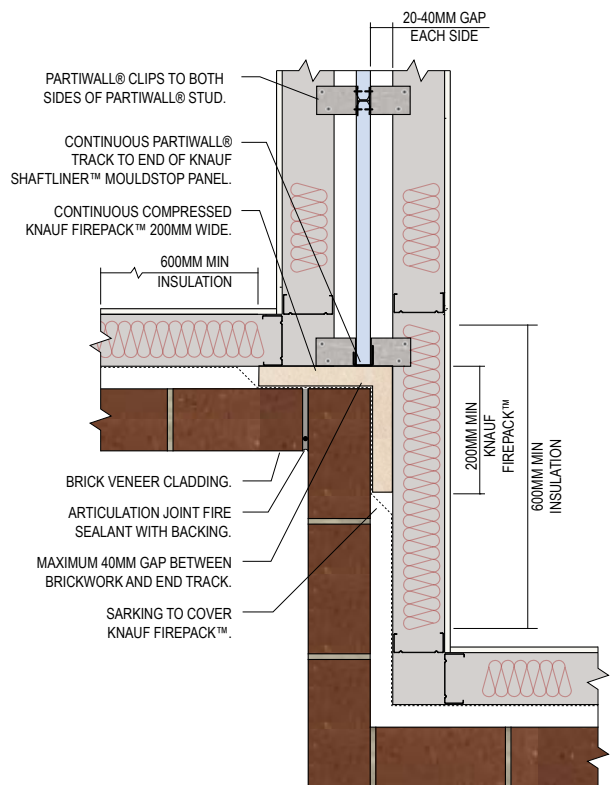 20-40MM GAP
EACH SIDE
PARTIWALL® CLIPS TO BOTH
SIDES OF PARTIWALL® STUD.
CONTINUOUS PARTIWALL®
TRACK TO END OF KNAUF
SHAFTLINER™ MOULDSTOP PANEL.
CONTINUOUS COMPRESSED
KNAUF FIREPACK™ 200MM WIDE.
600MM MIN
INSULATION
200MM MIN
KNAUF
FIREPACK™
600MM MIN
INSULATION
BRICK VENEER CLADDING.
ARTICULATION JOINT FIRE
SEALANT WITH BACKING.
MAXIMUM 40MM GAP BETWEEN
BRICKWORK AND END TRACK.
SARKING TO COVER
KNAUF FIREPACK™.